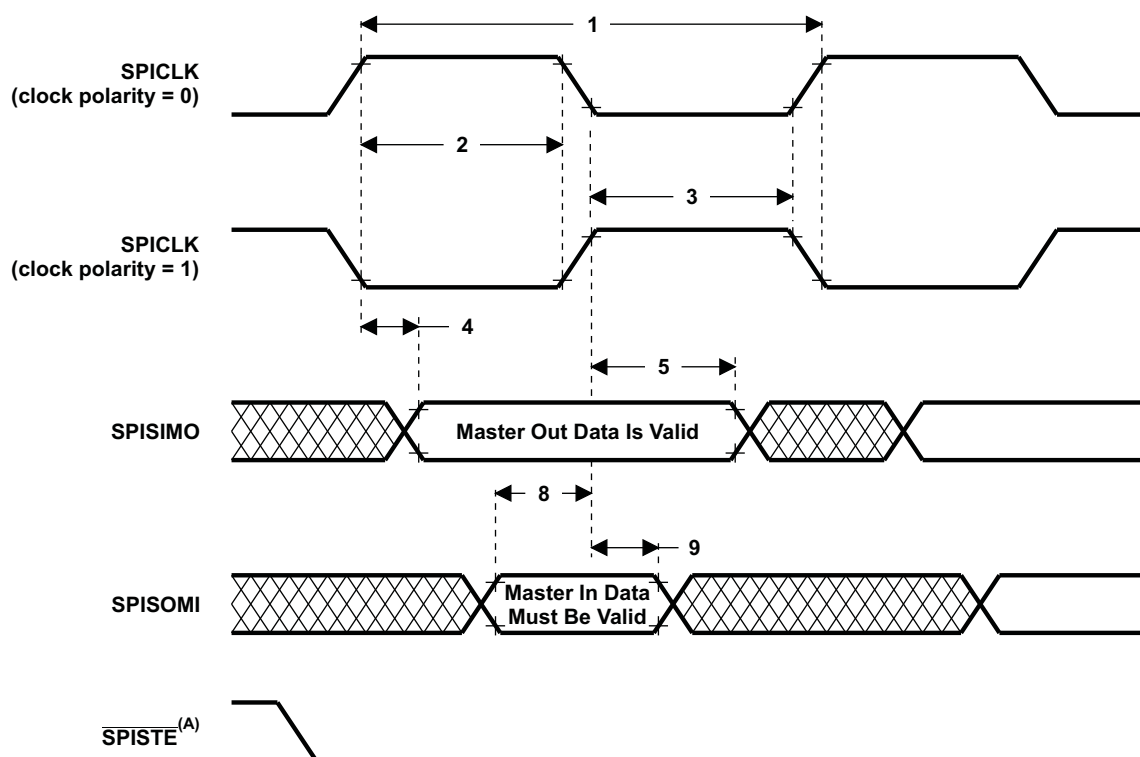 1
SPICLK
(clock polarity = 0)
2
3
SPICLK
(clock polarity = 1)
4
5
SPISIMO
Master Out Data Is Valid
8
9
SPISOMI
Master In Data
Must Be Valid
SPISTE(A)